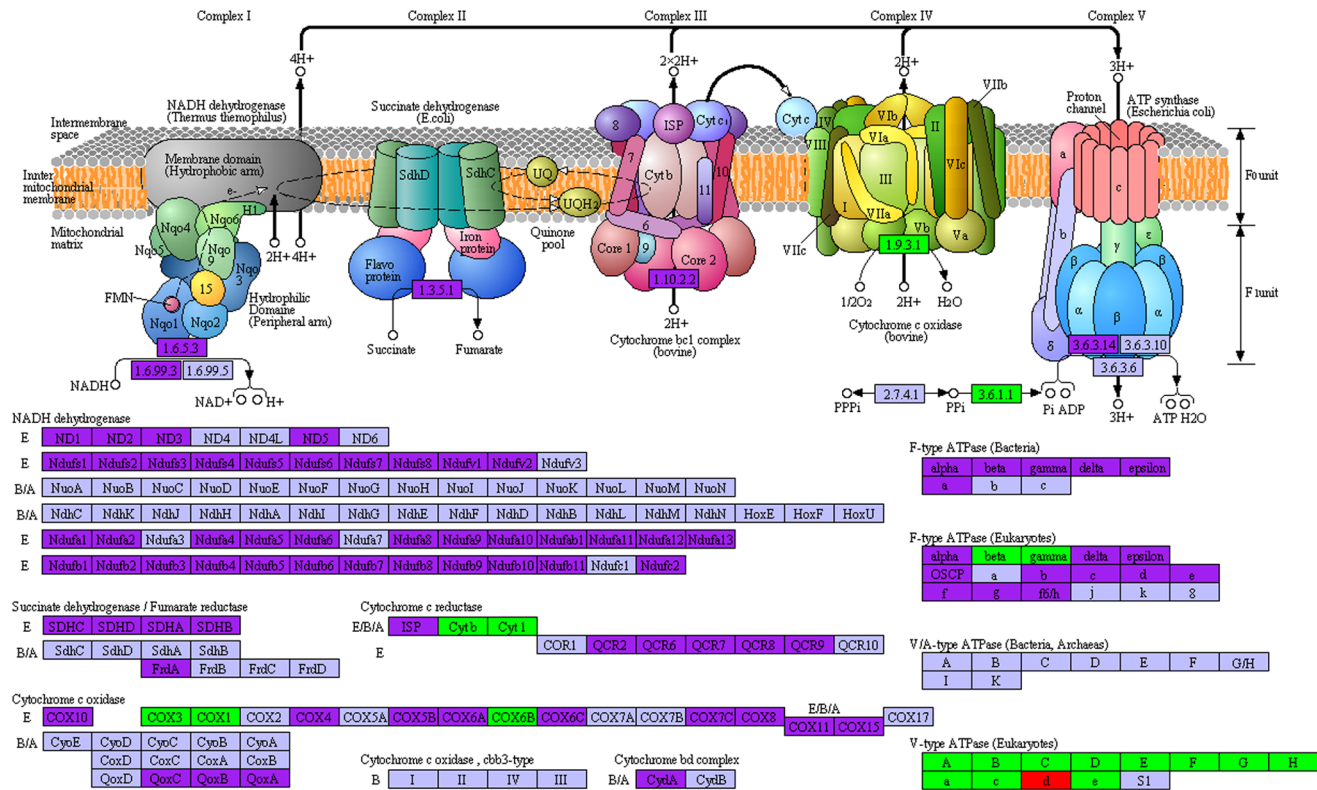 Complex I Complex II Complex III Complex IV Complex V
4H+ 2×2H+ 2H+ 3H+
NADH dehydrogenase
(Thermus themophilus)
Succinate dehydrogenase
(E.coli)
Proton
channel
ATP synthase
(Escherichia coli)
Intermembrane
space
Innter
mitochondrial
membrane
Mitochondrial
matrix
Membrane domain
(Hydrophobic arm)
e-
H1
Nqo6
Nqo4
Nqo5
Nqo
9
Nqo
3
15
FMN
Nqo1
Nqo2
2H+ 4H+
Hydrophilic
Domaine
(Peripheral arm)
1.6.5.3
1.6.99.3 1.6.99.5
NADH
NAD+ H+
SdhD SdhC
Iron
protein
Flavo
protein
1.3.5.1
Succinate Fumarate
UQ
UQH2
Quinone
pool
8 ISP Cyt c1
7 Cyt b 11 10
6
Core 1 9 Core 2
1.10.2.2
2H+
Cytochrome bc1 complex
(bovine)
Cyt c
IV VIb II VIIb
VIII VIa VIc
III
I VIIa
VIIc Vb Va
1.9.3.1
1/2O2 2H+ H2O
Cytochrome c oxidase
(bovine)
a c
b γ ε
β β
α β α
δ
3.6.3.14 3.6.3.10
3.6.3.6
F0 unit
F1 unit
PPPi 2.7.4.1 PPi 3.6.1.1 Pi ADP
3H+
ATP H2O
NADH dehydrogenase
E ND1 ND2 ND3 ND4 ND4L ND5 ND6
E Ndufs1 Ndufs2 Ndufs3 Ndufs4 Ndufs5 Ndufs6 Ndufs7 Ndufs8 Ndufv1 Ndufv2 Ndufv3
B/A NuoA NuoB NuoC NuoD NuoE NuoF NuoG NuoH NuoI NuoJ NuoK NuoL NuoM NuoN
B/A NdhC NdhK NdhJ NdhH NdhA NdhI NdhG NdhE NdhF NdhD NdhB NdhL NdhM NdhN HoxE HoxF HoxU
E Ndufa1 Ndufa2 Ndufa3 Ndufa4 Ndufa5 Ndufa6 Ndufa7 Ndufa8 Ndufa9 Ndufa10 Ndufab1 Ndufa11 Ndufa12 Ndufa13
E Ndufb1 Ndufb2 Ndufb3 Ndufb4 Ndufb5 Ndufb6 Ndufb7 Ndufb8 Ndufb9 Ndufb10 Ndufb11 Ndufc1 Ndufc2
Succinate dehydrogenase / Fumarate reductase
E SDHC SDHD SDHA SDHB
B/A SdhC SdhD SdhA SdhB
FrdA FrdB FrdC FrdD
Cytochrome c reductase
E/B/A ISP Cyt b Cyt 1
E COR1 QCR2 QCR6 QCR7 QCR8 QCR9 QCR10
Cytochrome c oxidase
E COX10 COX3 COX1 COX2 COX4 COX5A COX5B COX6A COX6B COX6C COX7A COX7B COX7C COX8 COX17
E/B/A
COX11 COX15
B/A CyoE CyoD CyoC CyoB CyoA
CoxD CoxC CoxA CoxB
QoxD QoxC QoxB QoxA
Cytochrome c oxidase , cbb3-type
B I II IV III
Cytochrome bd complex
B/A CydA CydB
F-type ATPase (Bacteria)
alpha beta gamma delta epsilon
a b c
F-type ATPase (Eukaryotes)
alpha beta gamma delta epsilon
OSCP a b c d e
f g f6/h j k 8
V/A-type ATPase (Bacteria, Archaeas)
A B C D E F G/H
I K
V-type ATPase (Eukaryotes)
A B C D E F G H
a c d e S1